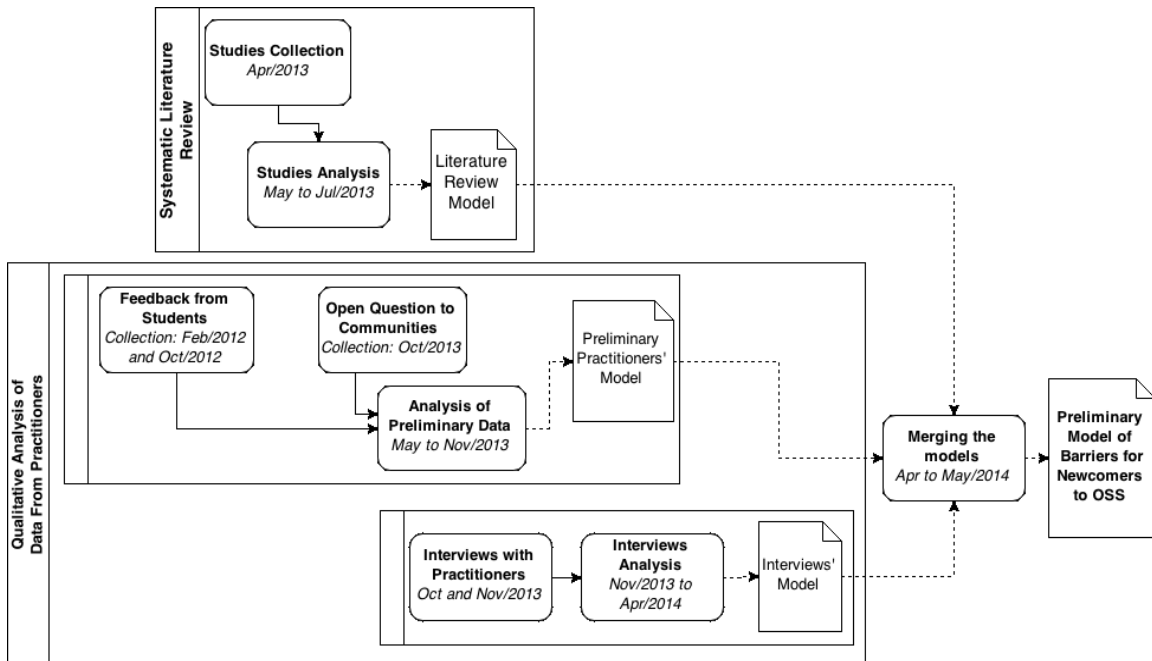 Systematic Literature
Review
Studies Collection
Apr/2013
Studies Analysis
May to Jul/2013
Literature
Review
Model
Qualitative Analysis of
Data From Practitioners
Feedback from
Students
Collection: Feb/2012
and Oct/2012
Open Question to
Communities
Collection: Oct/2013
Analysis of
Preliminary Data
May to Nov/2013
Preliminary
Practitioners'
Model
Interviews with
Practitioners
Oct and Nov/2013
Interviews
Analysis
Nov/2013 to
Apr/2014
Interviews'
Model
Merging the
models
Apr to May/2014
Preliminary
Model of
Barriers for
Newcomers
to OSS